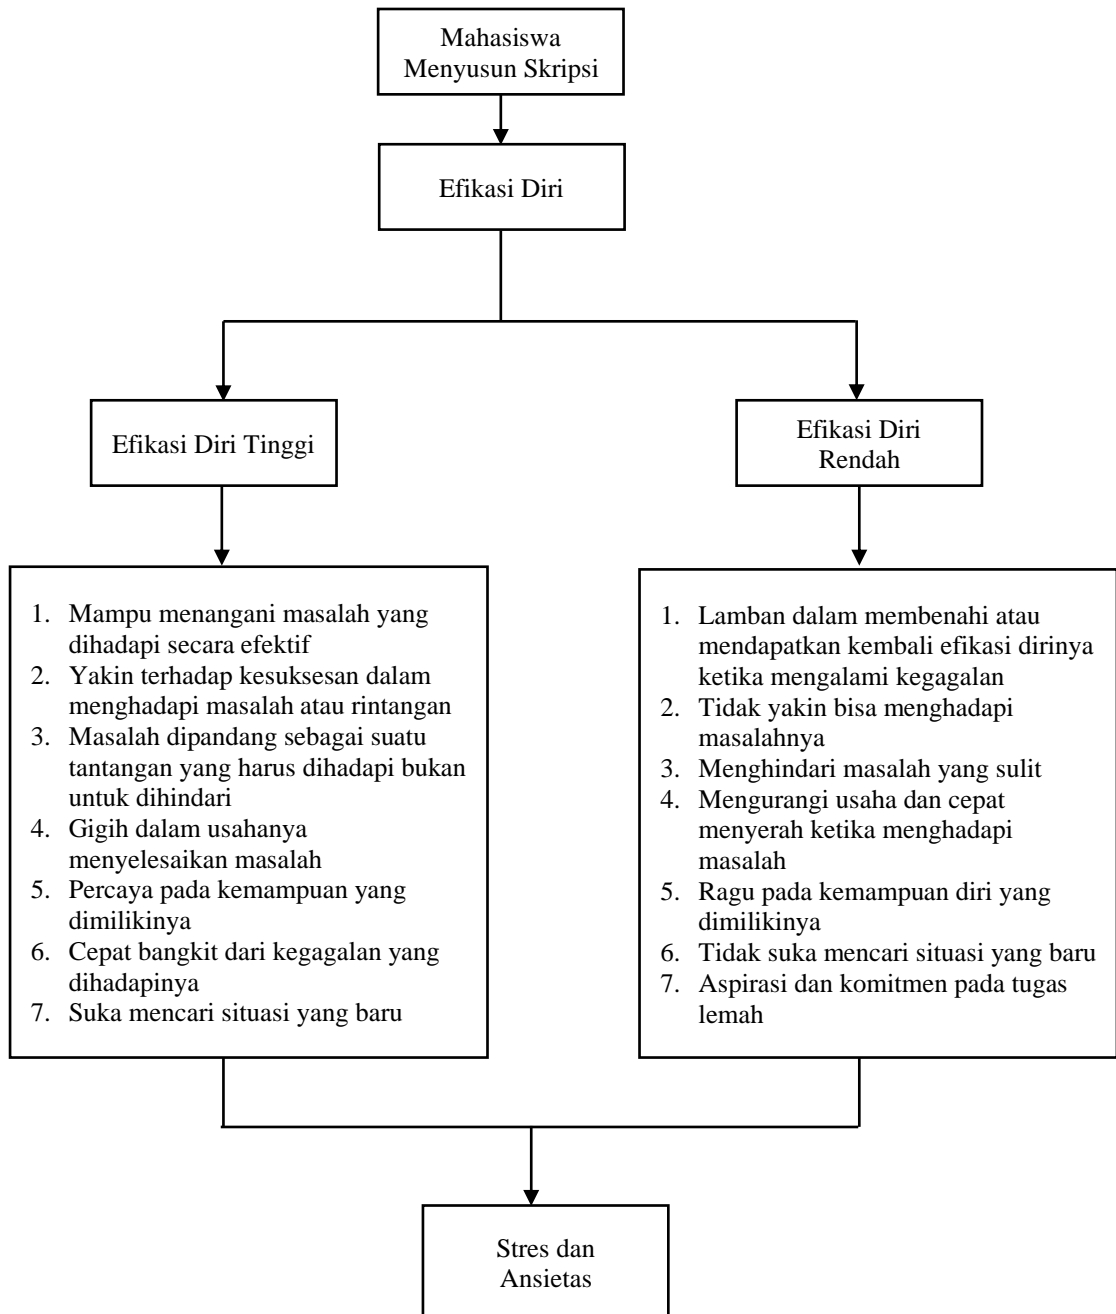 Mahasiswa
Menyusun Skripsi
Efikasi Diri
Efikasi Diri Tinggi
Efikasi Diri
Rendah
1. Mampu menangani masalah yang
dihadapi secara efektif
2. Yakin terhadap kesuksesan dalam
menghadapi masalah atau rintangan
3. Masalah dipandang sebagai suatu
tantangan yang harus dihadapi bukan
untuk dihindari
4. Gigih dalam usahanya
menyelesaikan masalah
5. Percaya pada kemampuan yang
dimilikinya
6. Cepat bangkit dari kegagalan yang
dihadapinya
7. Suka mencari situasi yang baru
1. Lamban dalam membenahi atau
mendapatkan kembali efikasi dirinya
ketika mengalami kegagalan
2. Tidak yakin bisa menghadapi
masalahnya
3. Menghindari masalah yang sulit
4. Mengurangi usaha dan cepat
menyerah ketika menghadapi
masalah
5. Ragu pada kemampuan diri yang
dimilikinya
6. Tidak suka mencari situasi yang baru
7. Aspirasi dan komitmen pada tugas
lemah
Stres dan
Ansietas